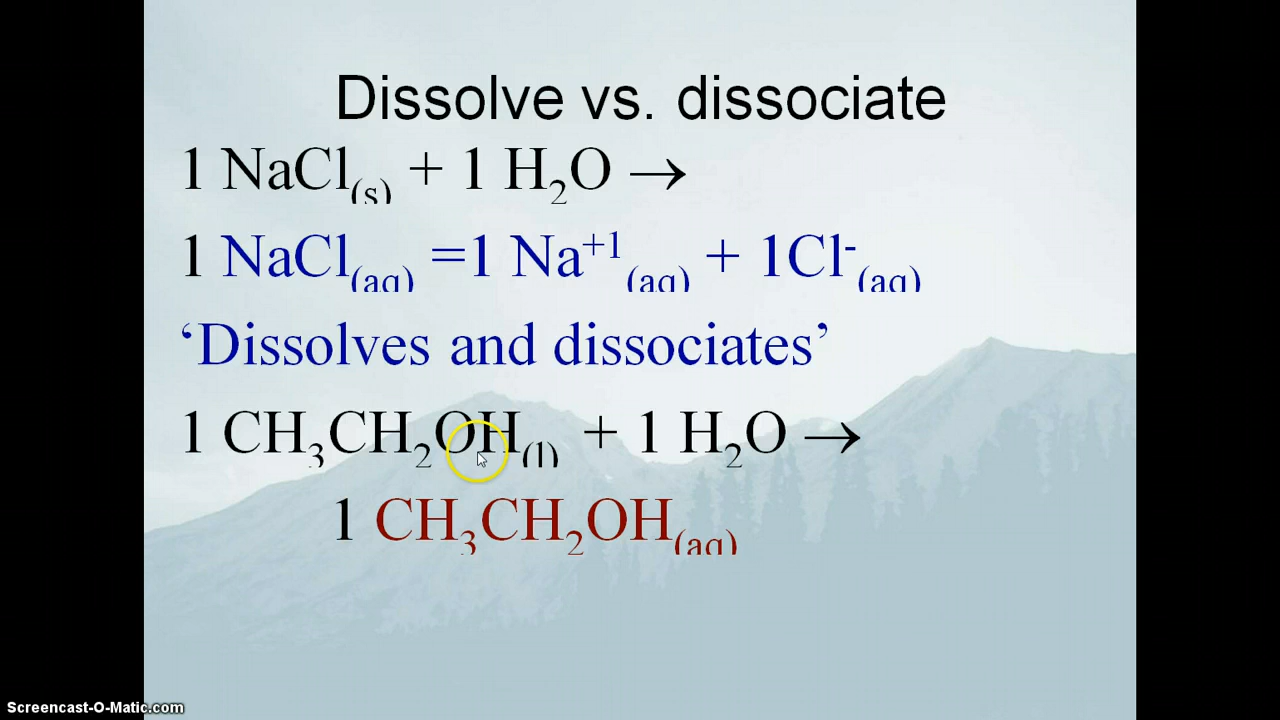 Dissolve vs. dissociate
1 NaCl(s) + 1 H₂O →
1 NaCl(aq) =1 Na⁺¹(aq) + 1Cl⁻(aq)
‘Dissolves and dissociates’
1 CH₃CH₂OH(l) + 1 H₂O →
1 CH₃CH₂OH(aq)
Screencast-O-Matic.com